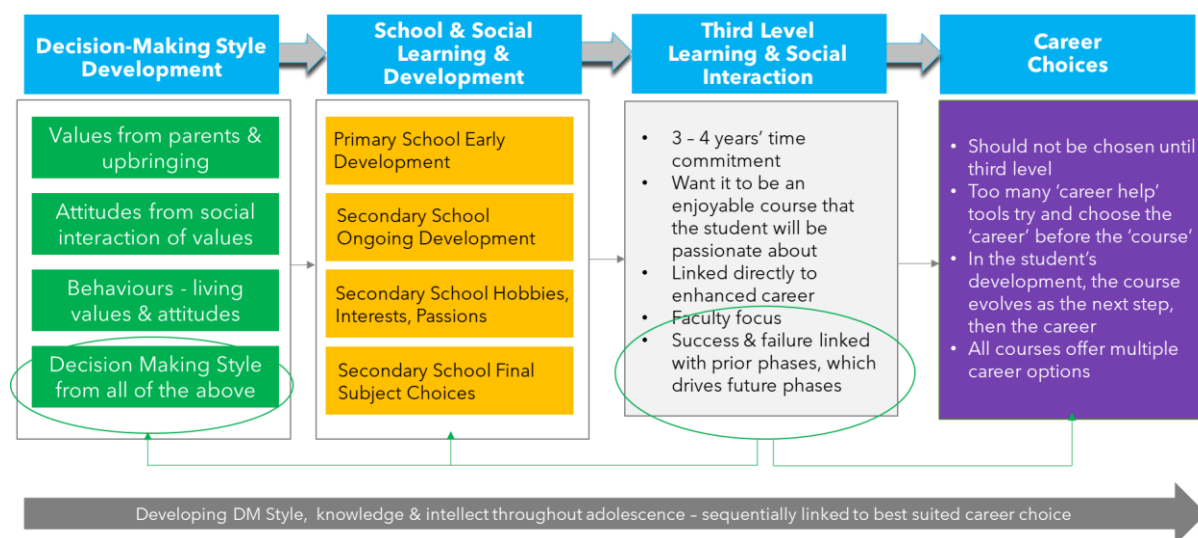 Decision-Making Style
Development
School & Social
Learning &
Development
Third Level
Learning & Social
Interaction
Career
Choices
Values from parents &
upbringing
Attitudes from social
interaction of values
Behaviours - living
values & attitudes
Decision Making Style
from all of the above
Primary School Early
Development
Secondary School
Ongoing Development
Secondary School Hobbies,
Interests, Passions
Secondary School Final
Subject Choices
• 3 – 4 years' time
commitment
• Want it to be an
enjoyable course that
the student will be
passionate about
• Linked directly to
enhanced career
• Faculty focus
• Success & failure linked
with prior phases, which
drives future phases
• Should not be chosen until
third level
• Too many 'career help'
tools try and choose the
'career' before the 'course'
• In the student's
development, the course
evolves as the next step,
then the career
• All courses offer multiple
career options
Developing DM Style, knowledge & intellect throughout adolescence – sequentially linked to best suited career choice